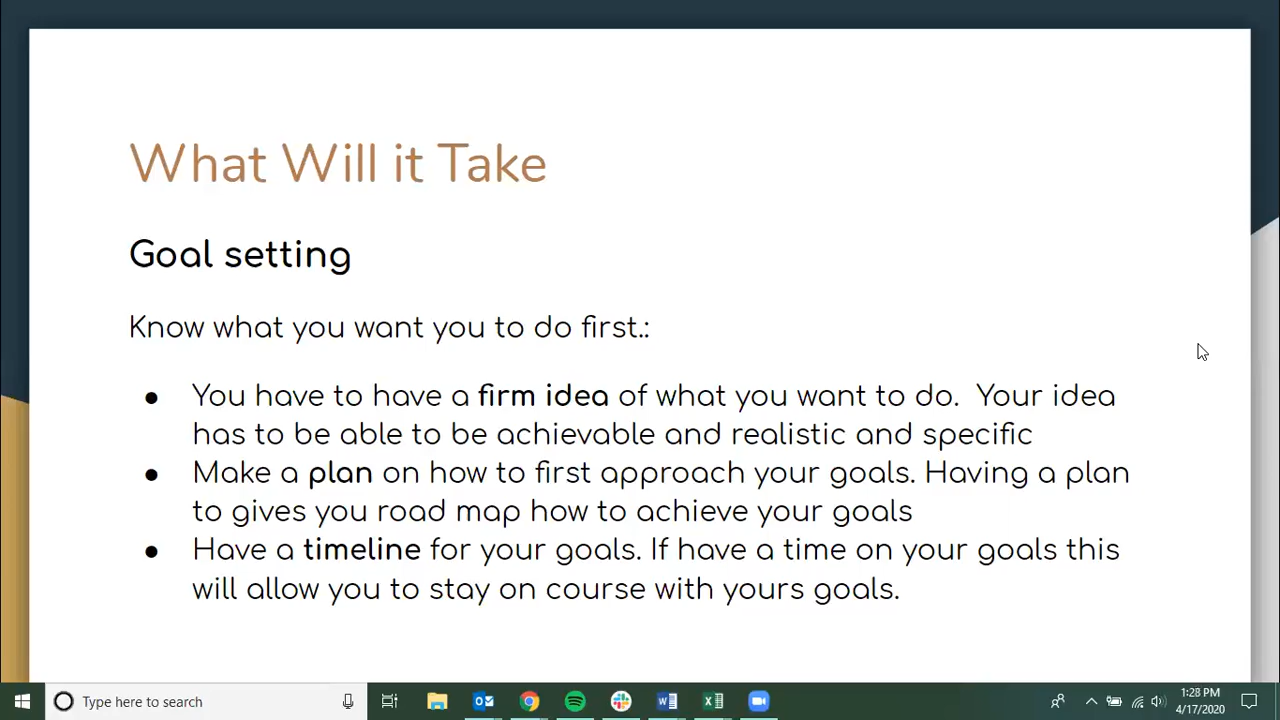 What Will it Take
Goal setting
Know what you want you to do first.:
● You have to have a firm idea of what you want to do.  Your idea
has to be able to be achievable and realistic and specific
● Make a plan on how to first approach your goals. Having a plan
to gives you road map how to achieve your goals
● Have a timeline for your goals. If have a time on your goals this
will allow you to stay on course with yours goals.
Type here to search
1:28 PM
4/17/2020